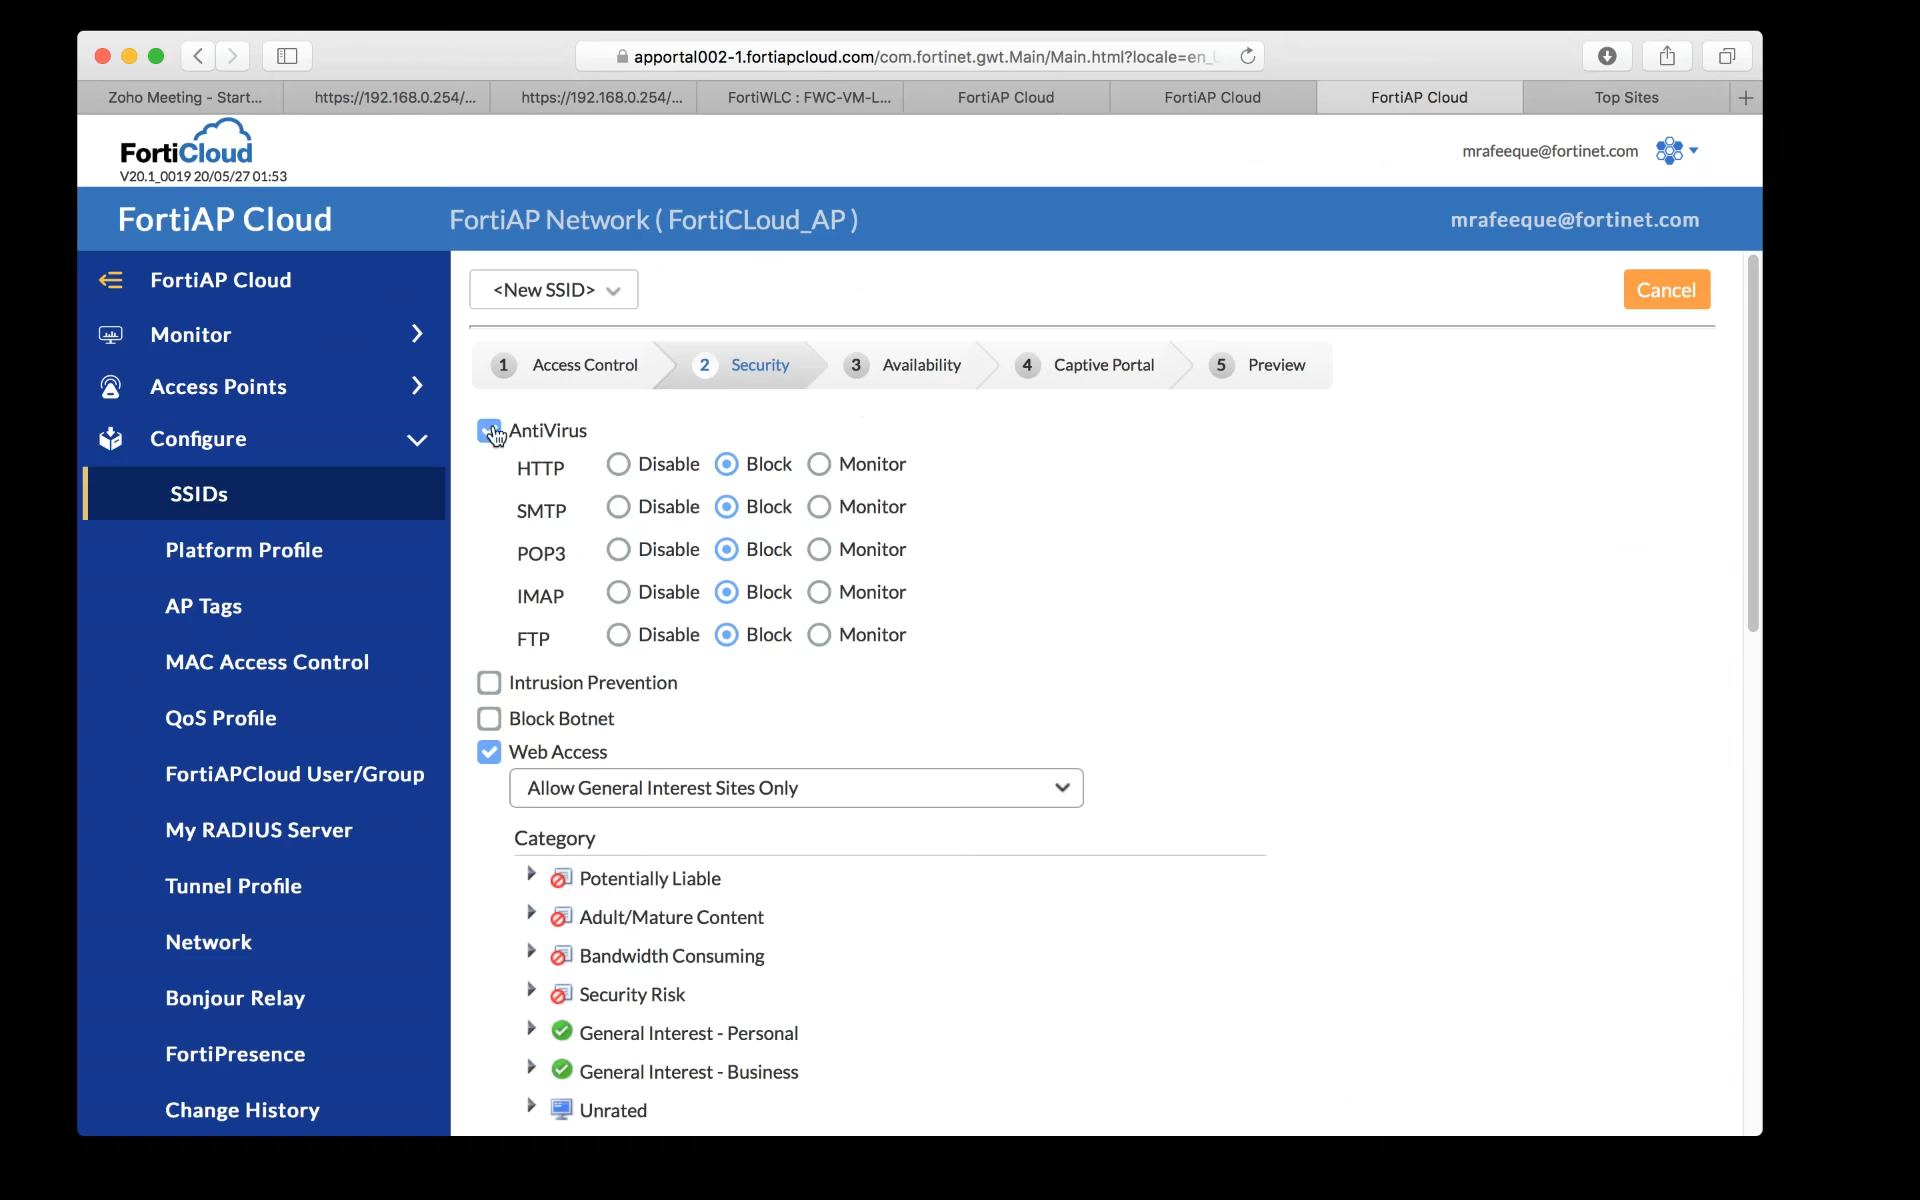 apportal002-1.fortiapcloud.com/com.fortinet.gwt.Main/Main.html?locale=en_
Zoho Meeting - Start...
https://192.168.0.254/...
https://192.168.0.254/...
FortiWLC : FWC-VM-L...
FortiAP Cloud
FortiAP Cloud
FortiAP Cloud
Top Sites
FortiCloud
V20.1_0019 20/05/27 01:53
mrafeeque@fortinet.com
FortiAP Cloud
FortiAP Network ( FortiCLoud_AP )
mrafeeque@fortinet.com
FortiAP Cloud
Monitor
Access Points
Configure
SSIDs
Platform Profile
AP Tags
MAC Access Control
QoS Profile
FortiAPCloud User/Group
My RADIUS Server
Tunnel Profile
Network
Bonjour Relay
FortiPresence
Change History
<New SSID>
Cancel
1 Access Control
2 Security
3 Availability
4 Captive Portal
5 Preview
AntiVirus
HTTP Disable Block Monitor
SMTP Disable Block Monitor
POP3 Disable Block Monitor
IMAP Disable Block Monitor
FTP Disable Block Monitor
Intrusion Prevention
Block Botnet
Web Access
Allow General Interest Sites Only
Category
Potentially Liable
Adult/Mature Content
Bandwidth Consuming
Security Risk
General Interest - Personal
General Interest - Business
Unrated